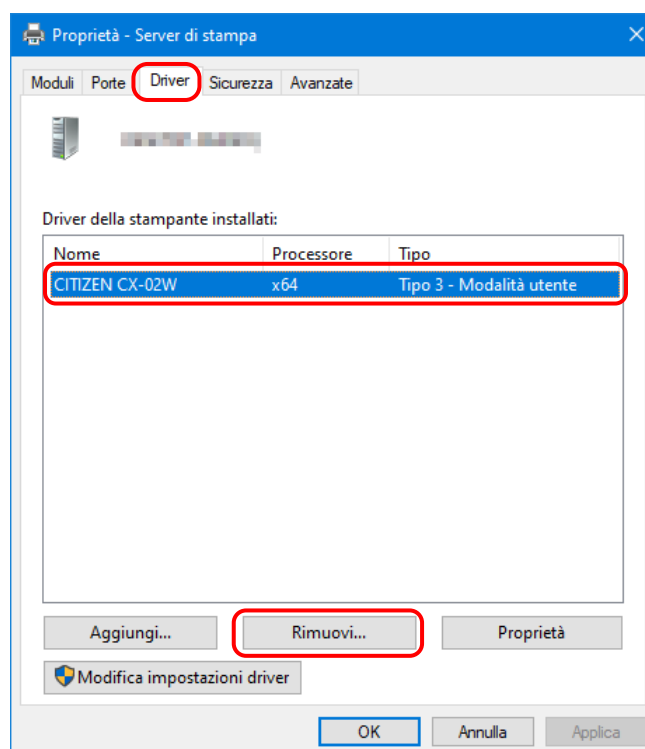 Proprietà - Server di stampa
Moduli Porte Driver Sicurezza Avanzate
Driver della stampante installati:
Nome Processore Tipo
CITIZEN CX-02W x64 Tipo 3 - Modalità utente
Aggiungi... Rimuovi... Proprietà
Modifica impostazioni driver
OK Annulla Applica